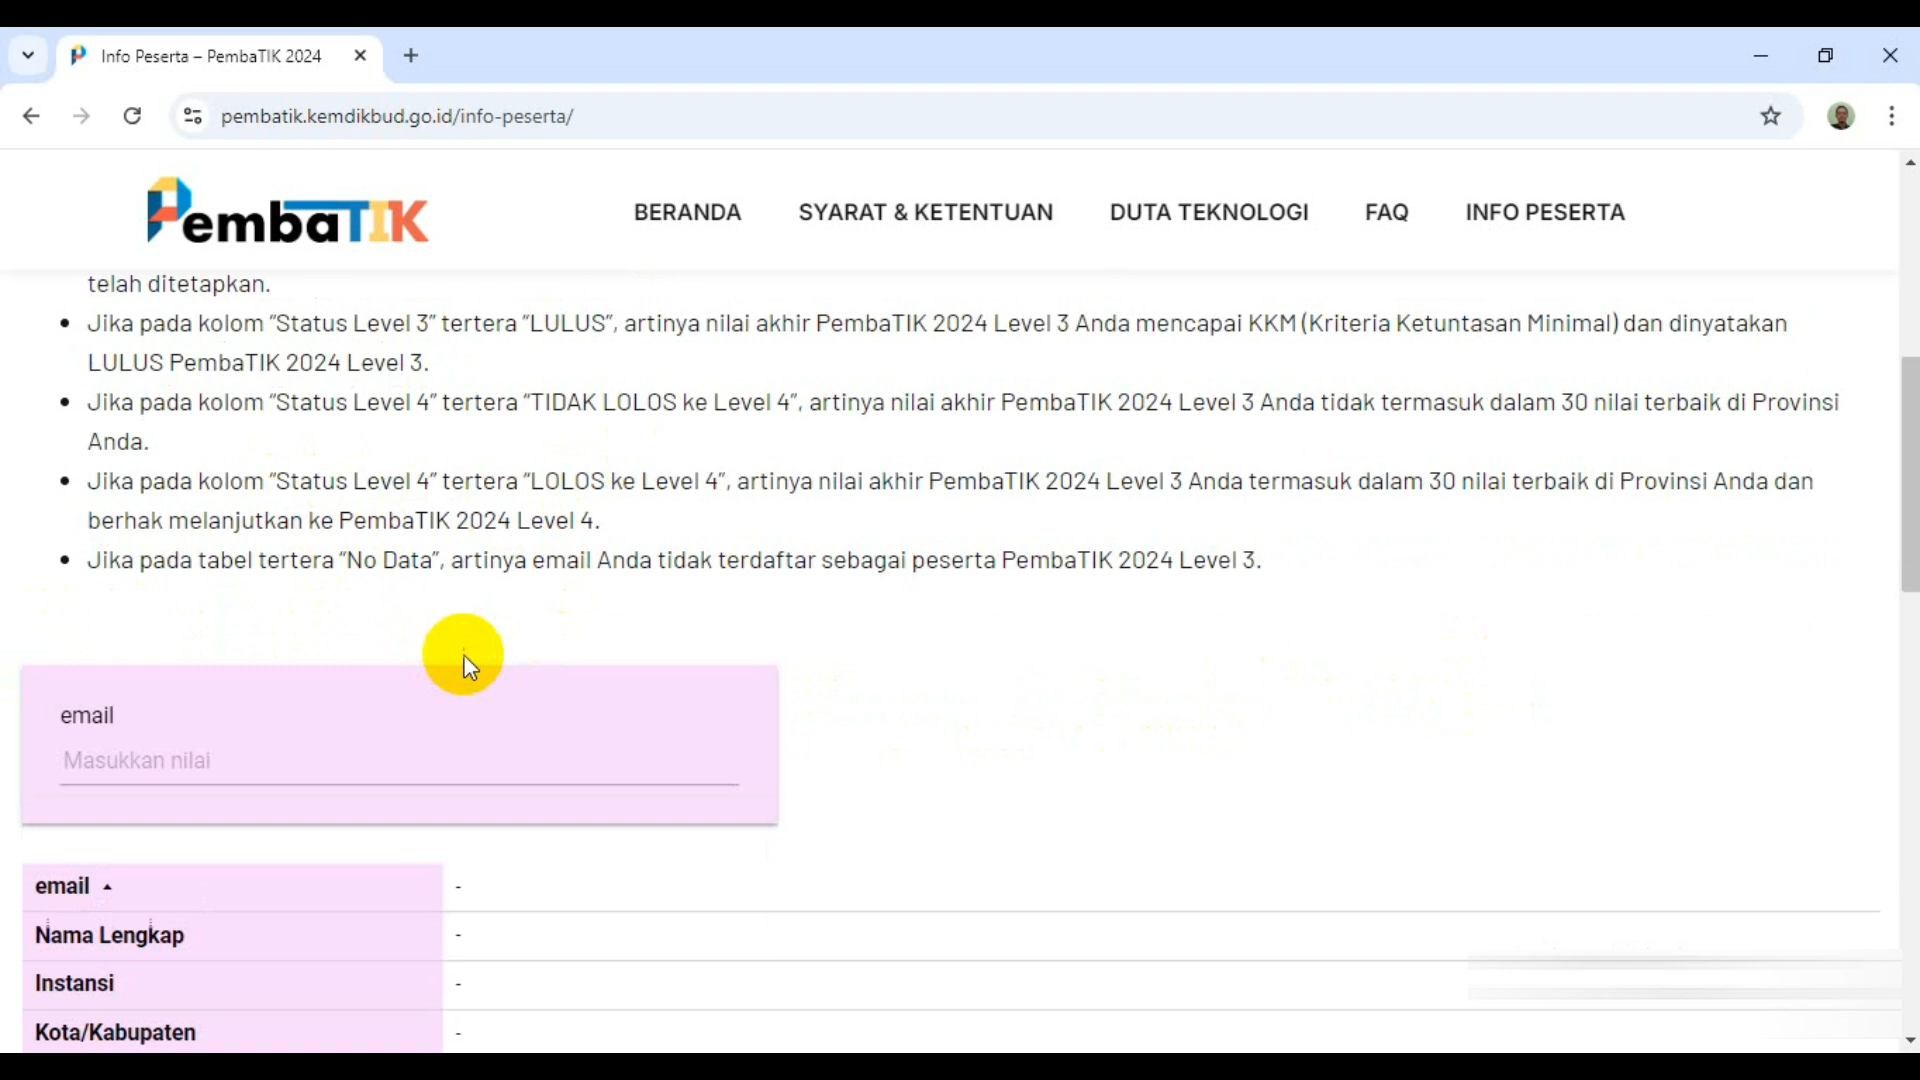 Info Peserta – PembaTIK 2024
pembatik.kemdikbud.go.id/info-peserta/
PembaTIK
BERANDA
SYARAT & KETENTUAN
DUTA TEKNOLOGI
FAQ
INFO PESERTA
telah ditetapkan.
• Jika pada kolom “Status Level 3” tertera “LULUS”, artinya nilai akhir PembaTIK 2024 Level 3 Anda mencapai KKM (Kriteria Ketuntasan Minimal) dan dinyatakan
LULUS PembaTIK 2024 Level 3.
• Jika pada kolom “Status Level 4” tertera “TIDAK LOLOS ke Level 4”, artinya nilai akhir PembaTIK 2024 Level 3 Anda tidak termasuk dalam 30 nilai terbaik di Provinsi
Anda.
• Jika pada kolom “Status Level 4” tertera “LOLOS ke Level 4”, artinya nilai akhir PembaTIK 2024 Level 3 Anda termasuk dalam 30 nilai terbaik di Provinsi Anda dan
berhak melanjutkan ke PembaTIK 2024 Level 4.
• Jika pada tabel tertera “No Data”, artinya email Anda tidak terdaftar sebagai peserta PembaTIK 2024 Level 3.
email
Masukkan nilai
email -
Nama Lengkap -
Instansi -
Kota/Kabupaten -